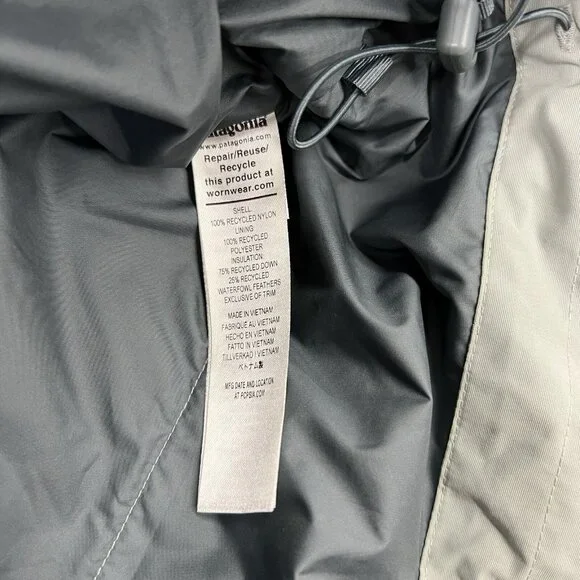 patagonia
www.patagonia.com
Repair/Reuse/
Recycle
this product at
wornwear.com
SHELL:
100% RECYCLED NYLON
LINING:
100% RECYCLED
POLYESTER
INSULATION:
75% RECYCLED DOWN
25% RECYCLED
WATERFOWL FEATHERS
EXCLUSIVE OF TRIM
MADE IN VIETNAM
FABRIQUE AU VIETNAM
HECHO EN VIETNAM
FATTO IN VIETNAM
TILLVERKAD I VIETNAM
ベトナム製
MFG DATE AND LOCATION
AT PCFSIA.COM